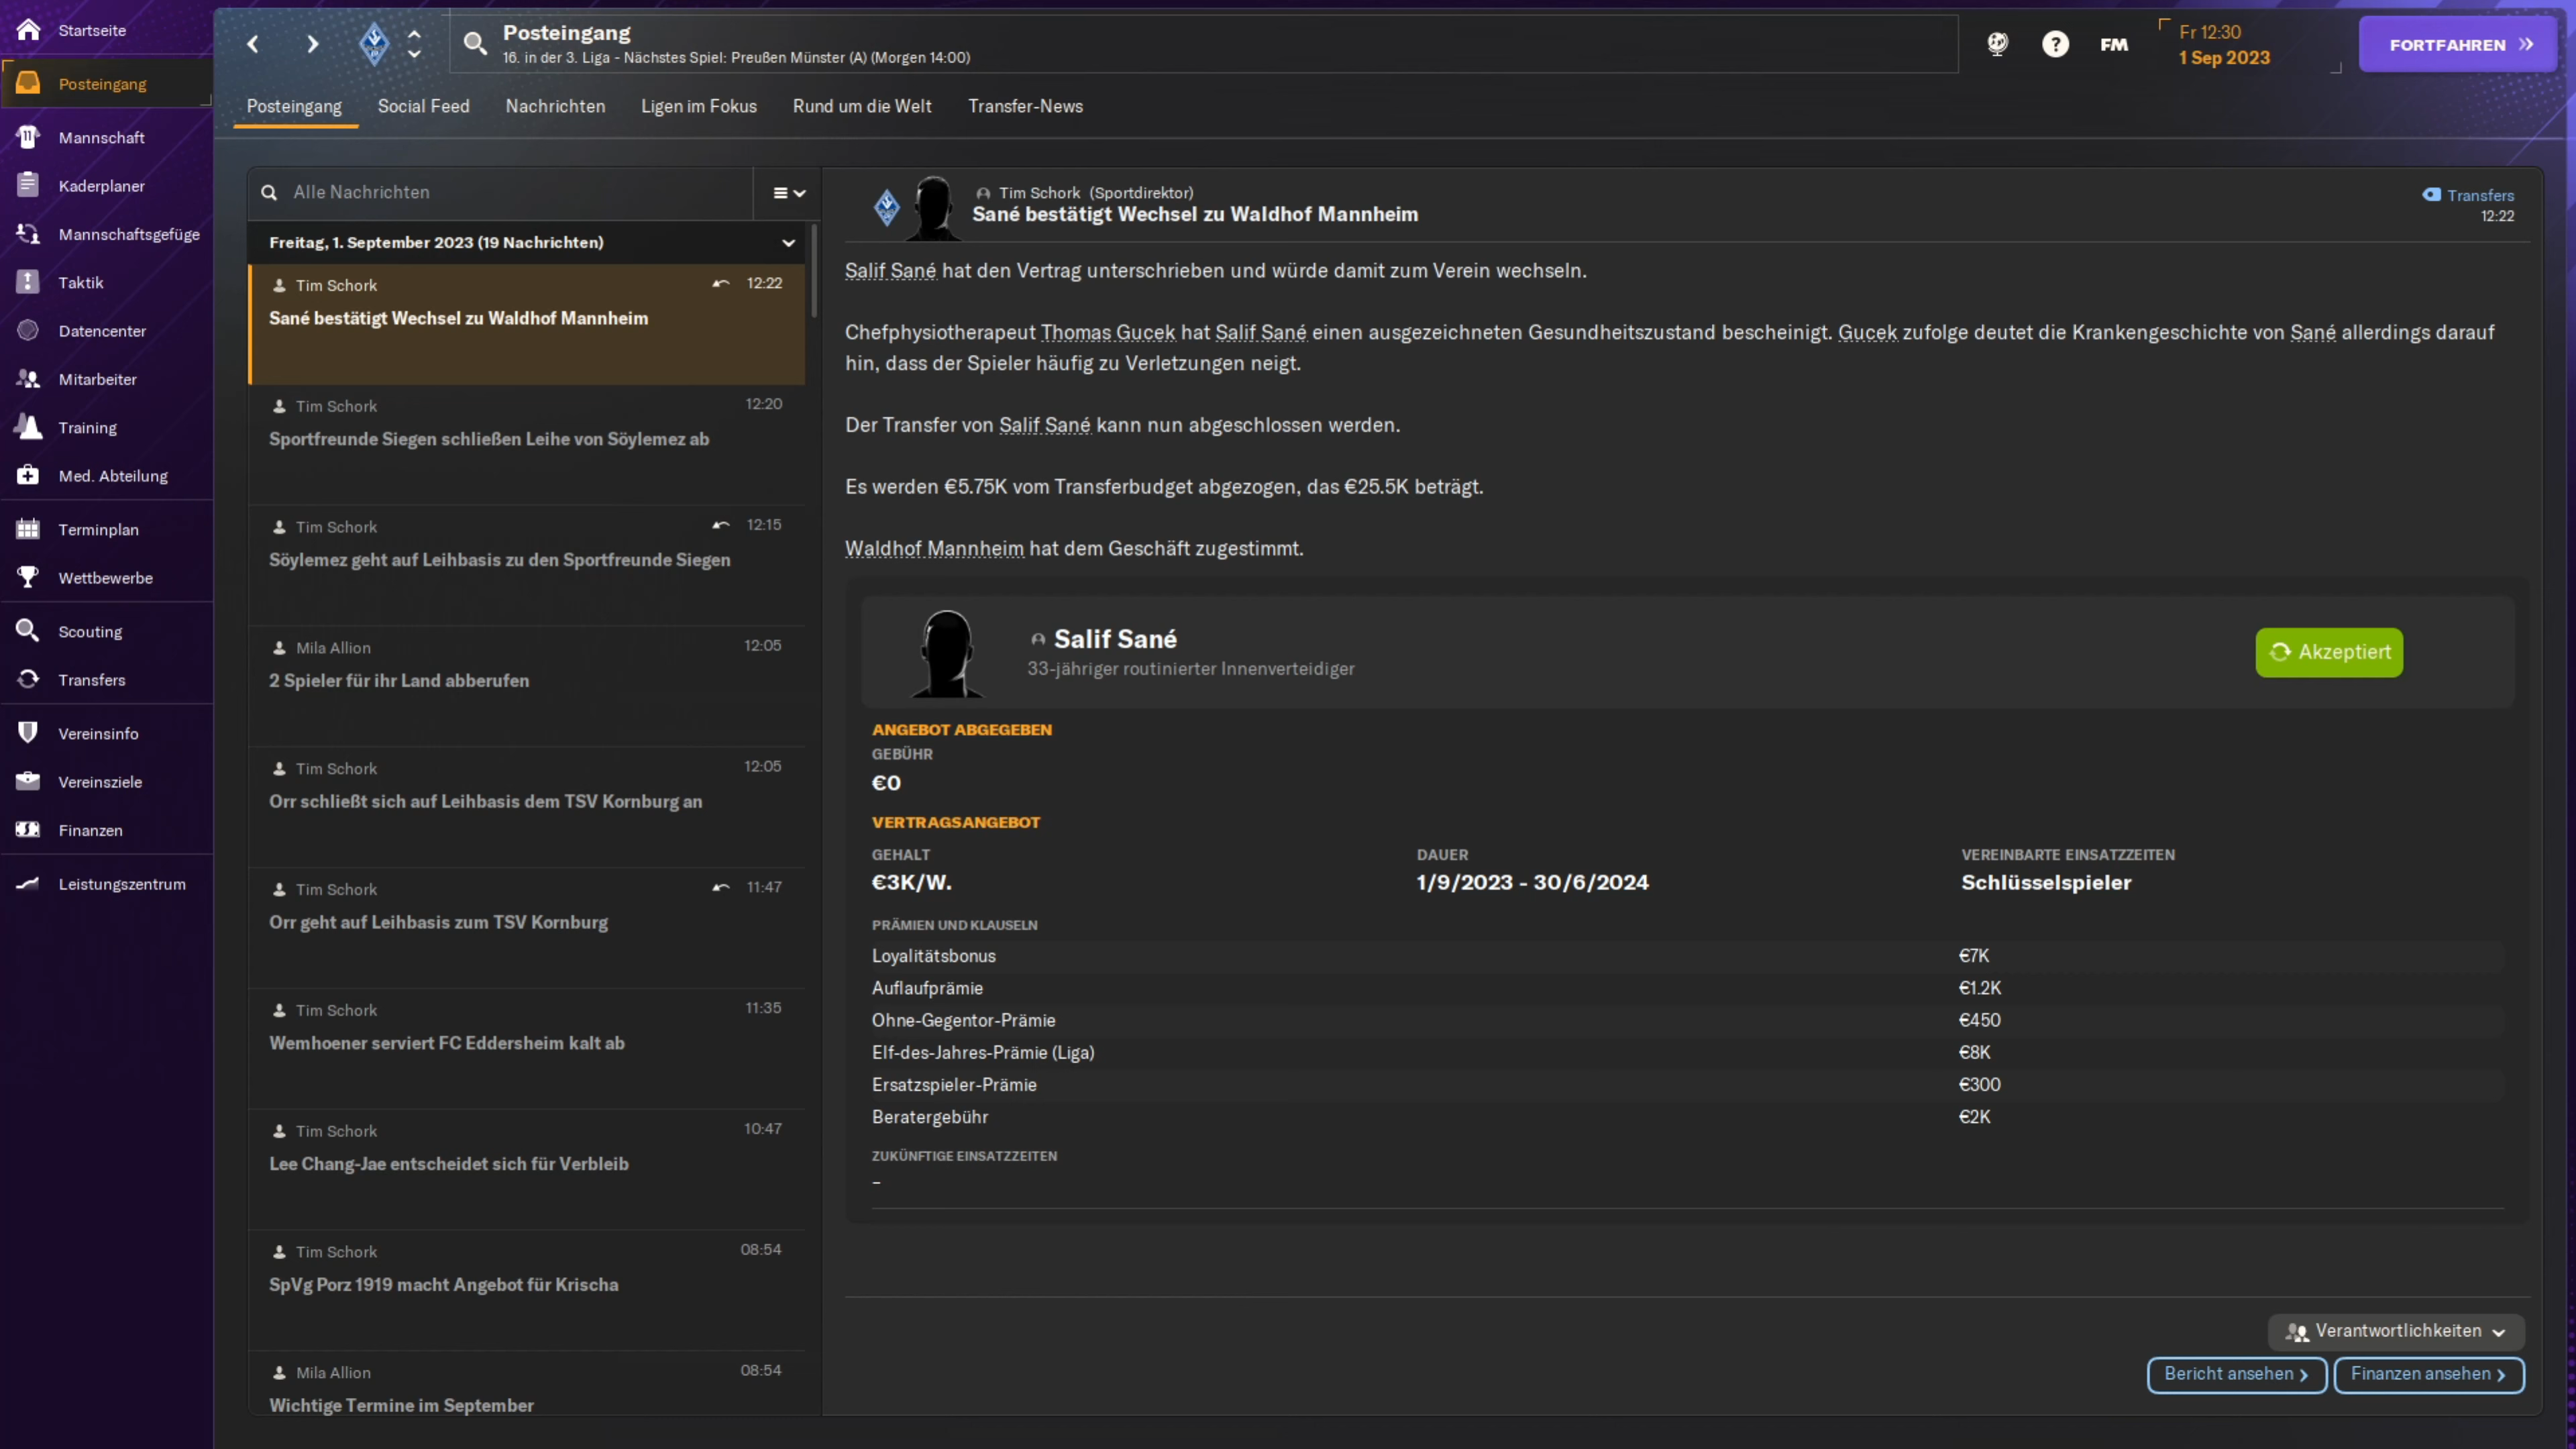 Startseite
Posteingang
Mannschaft
Kaderplaner
Mannschaftsgefüge
Taktik
Datencenter
Mitarbeiter
Training
Med. Abteilung
Terminplan
Wettbewerbe
Scouting
Transfers
Vereinsinfo
Vereinsziele
Finanzen
Leistungszentrum
Posteingang
16. in der 3. Liga - Nächstes Spiel: Preußen Münster (A) (Morgen 14:00)
FM
Fr 12:30
1 Sep 2023
FORTFAHREN
Posteingang Social Feed Nachrichten Ligen im Fokus Rund um die Welt Transfer-News
Alle Nachrichten
Freitag, 1. September 2023 (19 Nachrichten)
Tim Schork 12:22
Sané bestätigt Wechsel zu Waldhof Mannheim
Tim Schork 12:20
Sportfreunde Siegen schließen Leihe von Söylemez ab
Tim Schork 12:15
Söylemez geht auf Leihbasis zu den Sportfreunde Siegen
Mila Allion 12:05
2 Spieler für ihr Land abberufen
Tim Schork 12:05
Orr schließt sich auf Leihbasis dem TSV Kornburg an
Tim Schork 11:47
Orr geht auf Leihbasis zum TSV Kornburg
Tim Schork 11:35
Wemhoener serviert FC Eddersheim kalt ab
Tim Schork 10:47
Lee Chang-Jae entscheidet sich für Verbleib
Tim Schork 08:54
SpVg Porz 1919 macht Angebot für Krischa
Mila Allion 08:54
Wichtige Termine im September
Tim Schork (Sportdirektor)
Sané bestätigt Wechsel zu Waldhof Mannheim
Transfers
12:22
Salif Sané hat den Vertrag unterschrieben und würde damit zum Verein wechseln.
Chefphysiotherapeut Thomas Gucek hat Salif Sané einen ausgezeichneten Gesundheitszustand bescheinigt. Gucek zufolge deutet die Krankengeschichte von Sané allerdings darauf
hin, dass der Spieler häufig zu Verletzungen neigt.
Der Transfer von Salif Sané kann nun abgeschlossen werden.
Es werden €5.75K vom Transferbudget abgezogen, das €25.5K beträgt.
Waldhof Mannheim hat dem Geschäft zugestimmt.
Salif Sané
33-jähriger routinierter Innenverteidiger
Akzeptiert
ANGEBOT ABGEGEBEN
GEBÜHR
€0
VERTRAGSANGEBOT
GEHALT DAUER VEREINBARTE EINSATZZEITEN
€3K/W. 1/9/2023 - 30/6/2024 Schlüsselspieler
PRÄMIEN UND KLAUSELN
Loyalitätsbonus €7K
Auflaufprämie €1.2K
Ohne-Gegentor-Prämie €450
Elf-des-Jahres-Prämie (Liga) €8K
Ersatzspieler-Prämie €300
Beratergebühr €2K
ZUKÜNFTIGE EINSATZZEITEN
-
Verantwortlichkeiten
Bericht ansehen Finanzen ansehen